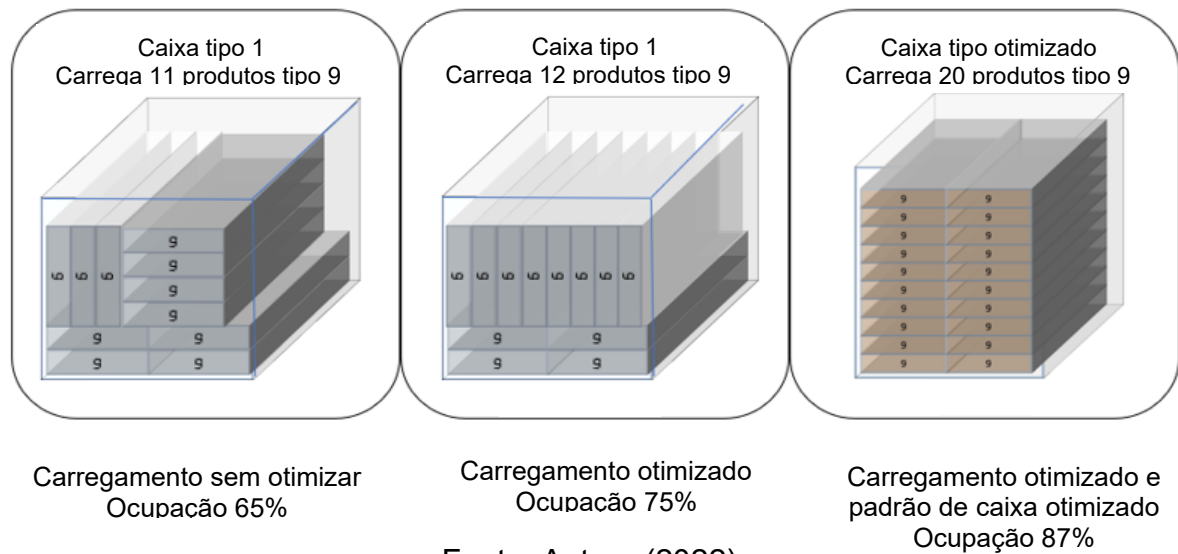 Caixa tipo 1
Carrega 11 produtos tipo 9
Caixa tipo 1
Carrega 12 produtos tipo 9
Caixa tipo otimizado
Carrega 20 produtos tipo 9
Carregamento sem otimizar
Ocupação 65%
Carregamento otimizado
Ocupação 75%
Carregamento otimizado e
padrão de caixa otimizado
Ocupação 87%